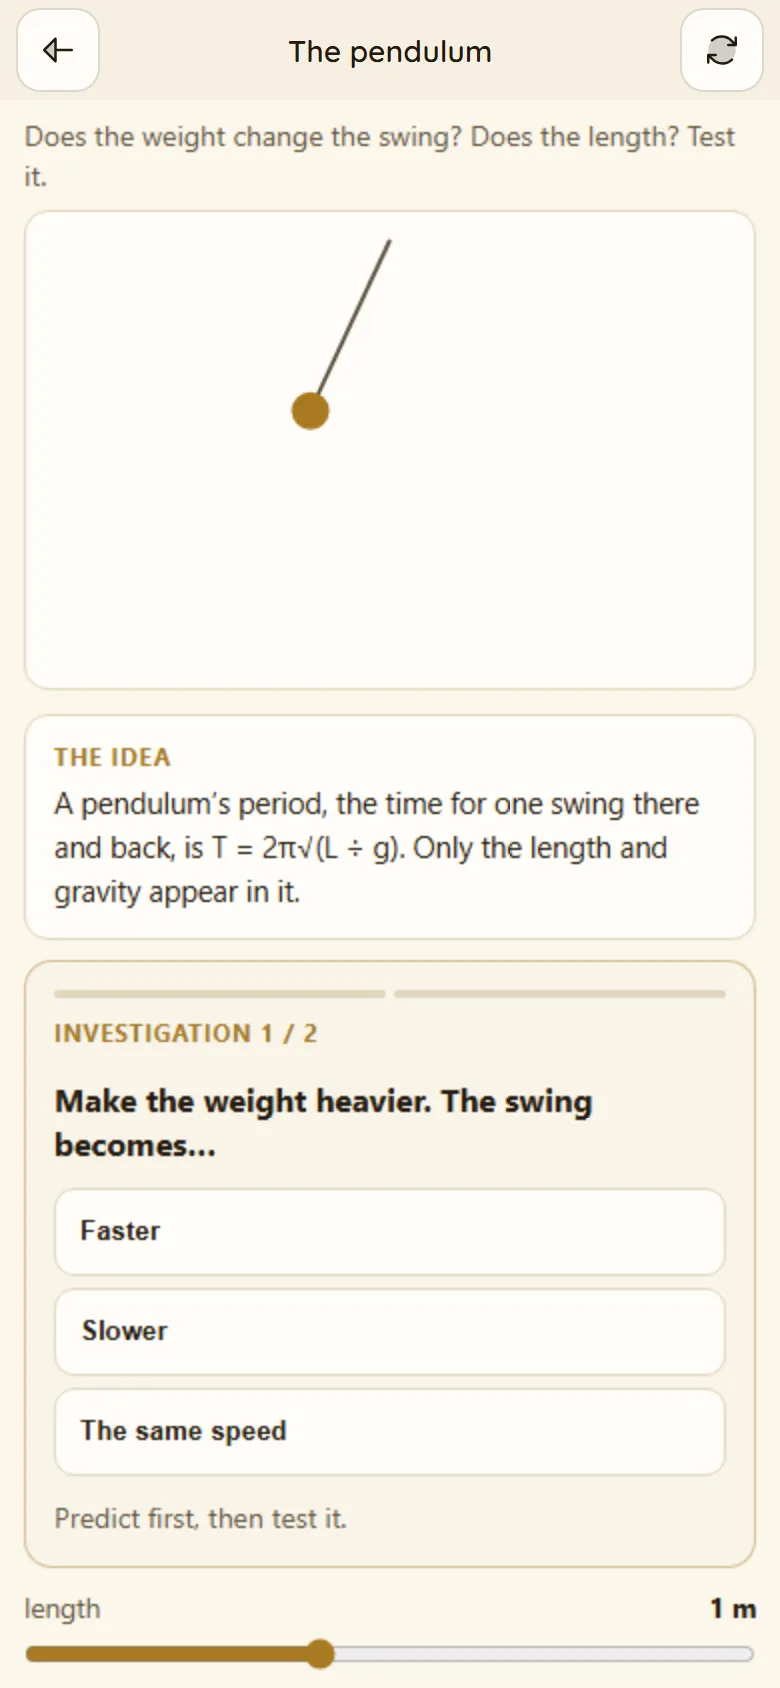 The pendulum
Does the weight change the swing? Does the length? Test
it.
THE IDEA
A pendulum’s period, the time for one swing there
and back, is T = 2π√(L ÷ g). Only the length and
gravity appear in it.
INVESTIGATION 1 / 2
Make the weight heavier. The swing
becomes...
Faster
Slower
The same speed
Predict first, then test it.
length 1 m